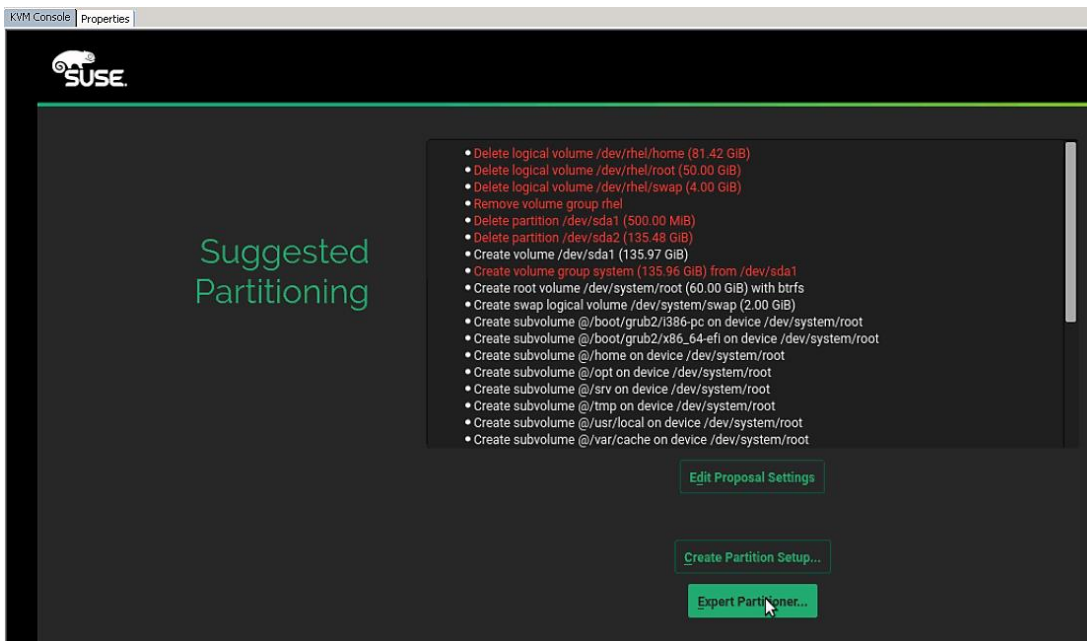 KVM Console
Properties
SUSE.
Suggested
Partitioning
Delete logical volume /dev/rhel/home (81.42 GiB)
Delete logical volume /dev/rhel/root (50.00 GiB)
Delete logical volume /dev/rhel/swap (4.00 GiB)
Remove volume group rhel
Delete partition /dev/sda1 (500.00 MiB)
Delete partition /dev/sda2 (135.48 GiB)
Create volume /dev/sda1 (135.97 GiB)
Create volume group system (135.96 GiB) from /dev/sda1
Create root volume /dev/system/root (60.00 GiB) with btrfs
Create swap logical volume /dev/system/swap (2.00 GiB)
Create subvolume @/boot/grub2/i386-pc on device /dev/system/root
Create subvolume @/boot/grub2/x86_64-efi on device /dev/system/root
Create subvolume @/home on device /dev/system/root
Create subvolume @/opt on device /dev/system/root
Create subvolume @/srv on device /dev/system/root
Create subvolume @/tmp on device /dev/system/root
Create subvolume @/usr/local on device /dev/system/root
Create subvolume @/var/cache on device /dev/system/root
Edit Proposal Settings
Create Partition Setup...
Expert Partitioner...